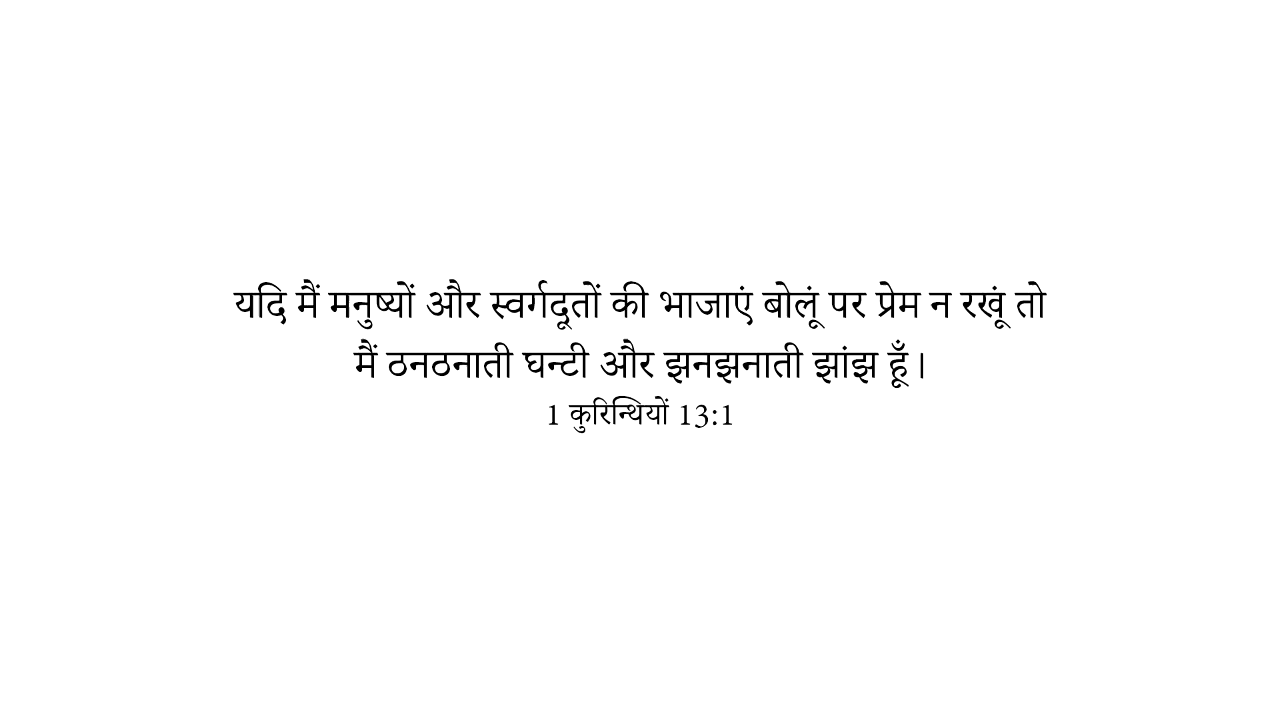 यदि मैं मनुष्यों और स्वर्गदूतों की भाजाएं बोलूं पर प्रेम न रखूं तो
मैं ठनठनाती घन्टी और झनझनाती झांझ हूँ।
1 कुरिन्थियों 13:1